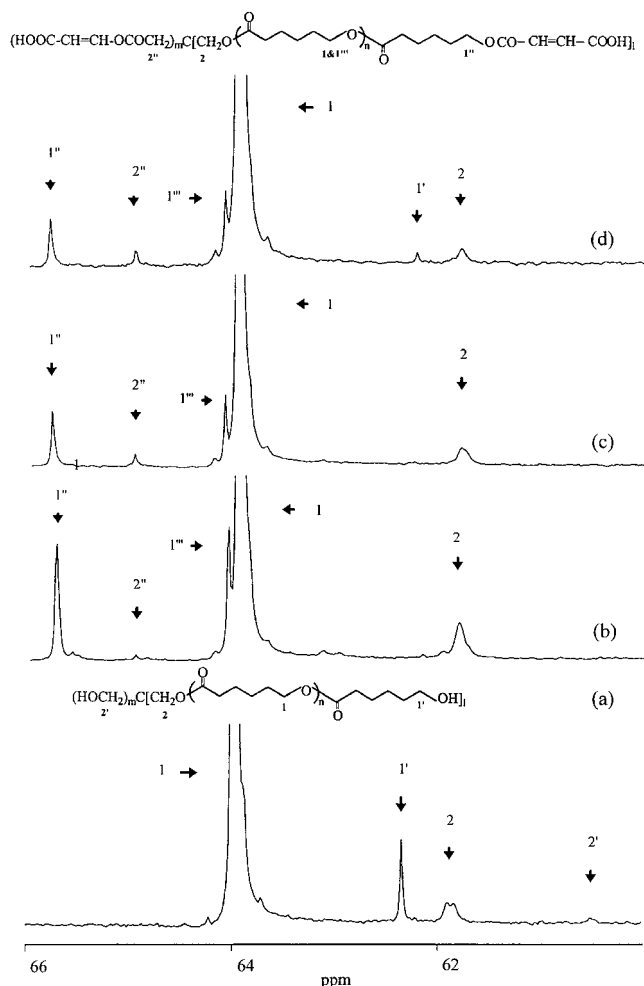 O
(HOOC-CH=CH-OCOCH₂)ₘC[CH₂O( O)ₙ O-CO-CH=CH-COOH]ₗ
2" 2 1&1"' O 1"
1
1" 2" 1"' 1' 2
(d)
1
1" 2" 1"' 2
(c)
1
1" 1 2" 1"' 2
(b)
O
(HOCH₂)ₘC[CH₂O( O)ₙ OH]ₗ
2' 2 1 O 1'
(a)
1 1' 2 2'
66 64 62
ppm